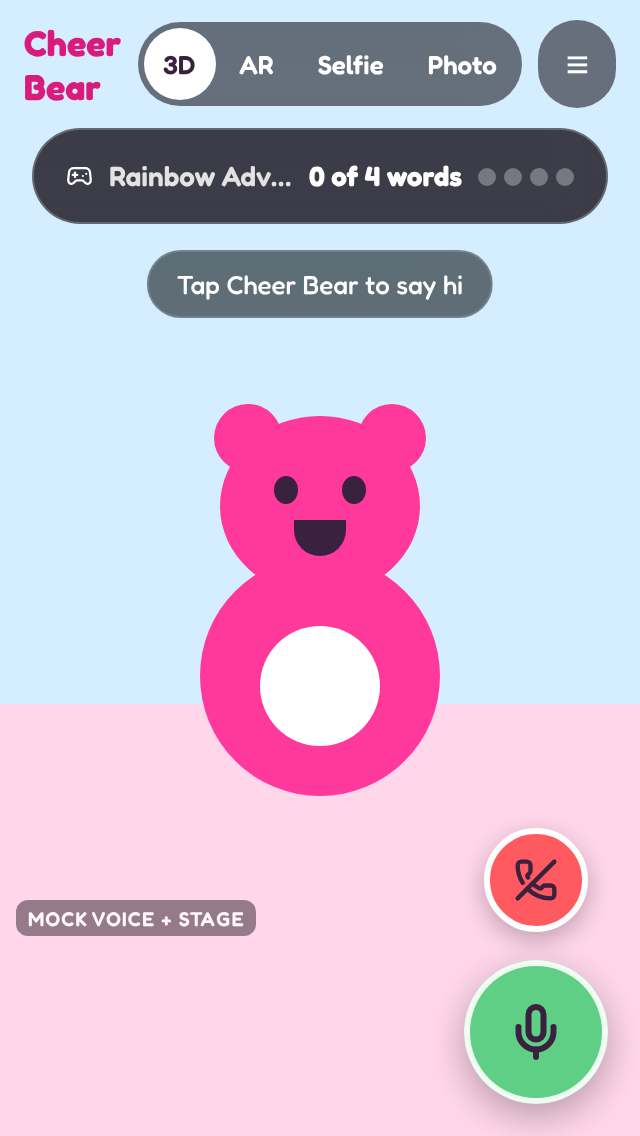 Cheer
Bear
3D AR Selfie Photo
Rainbow Adv... 0 of 4 words
Tap Cheer Bear to say hi
MOCK VOICE + STAGE